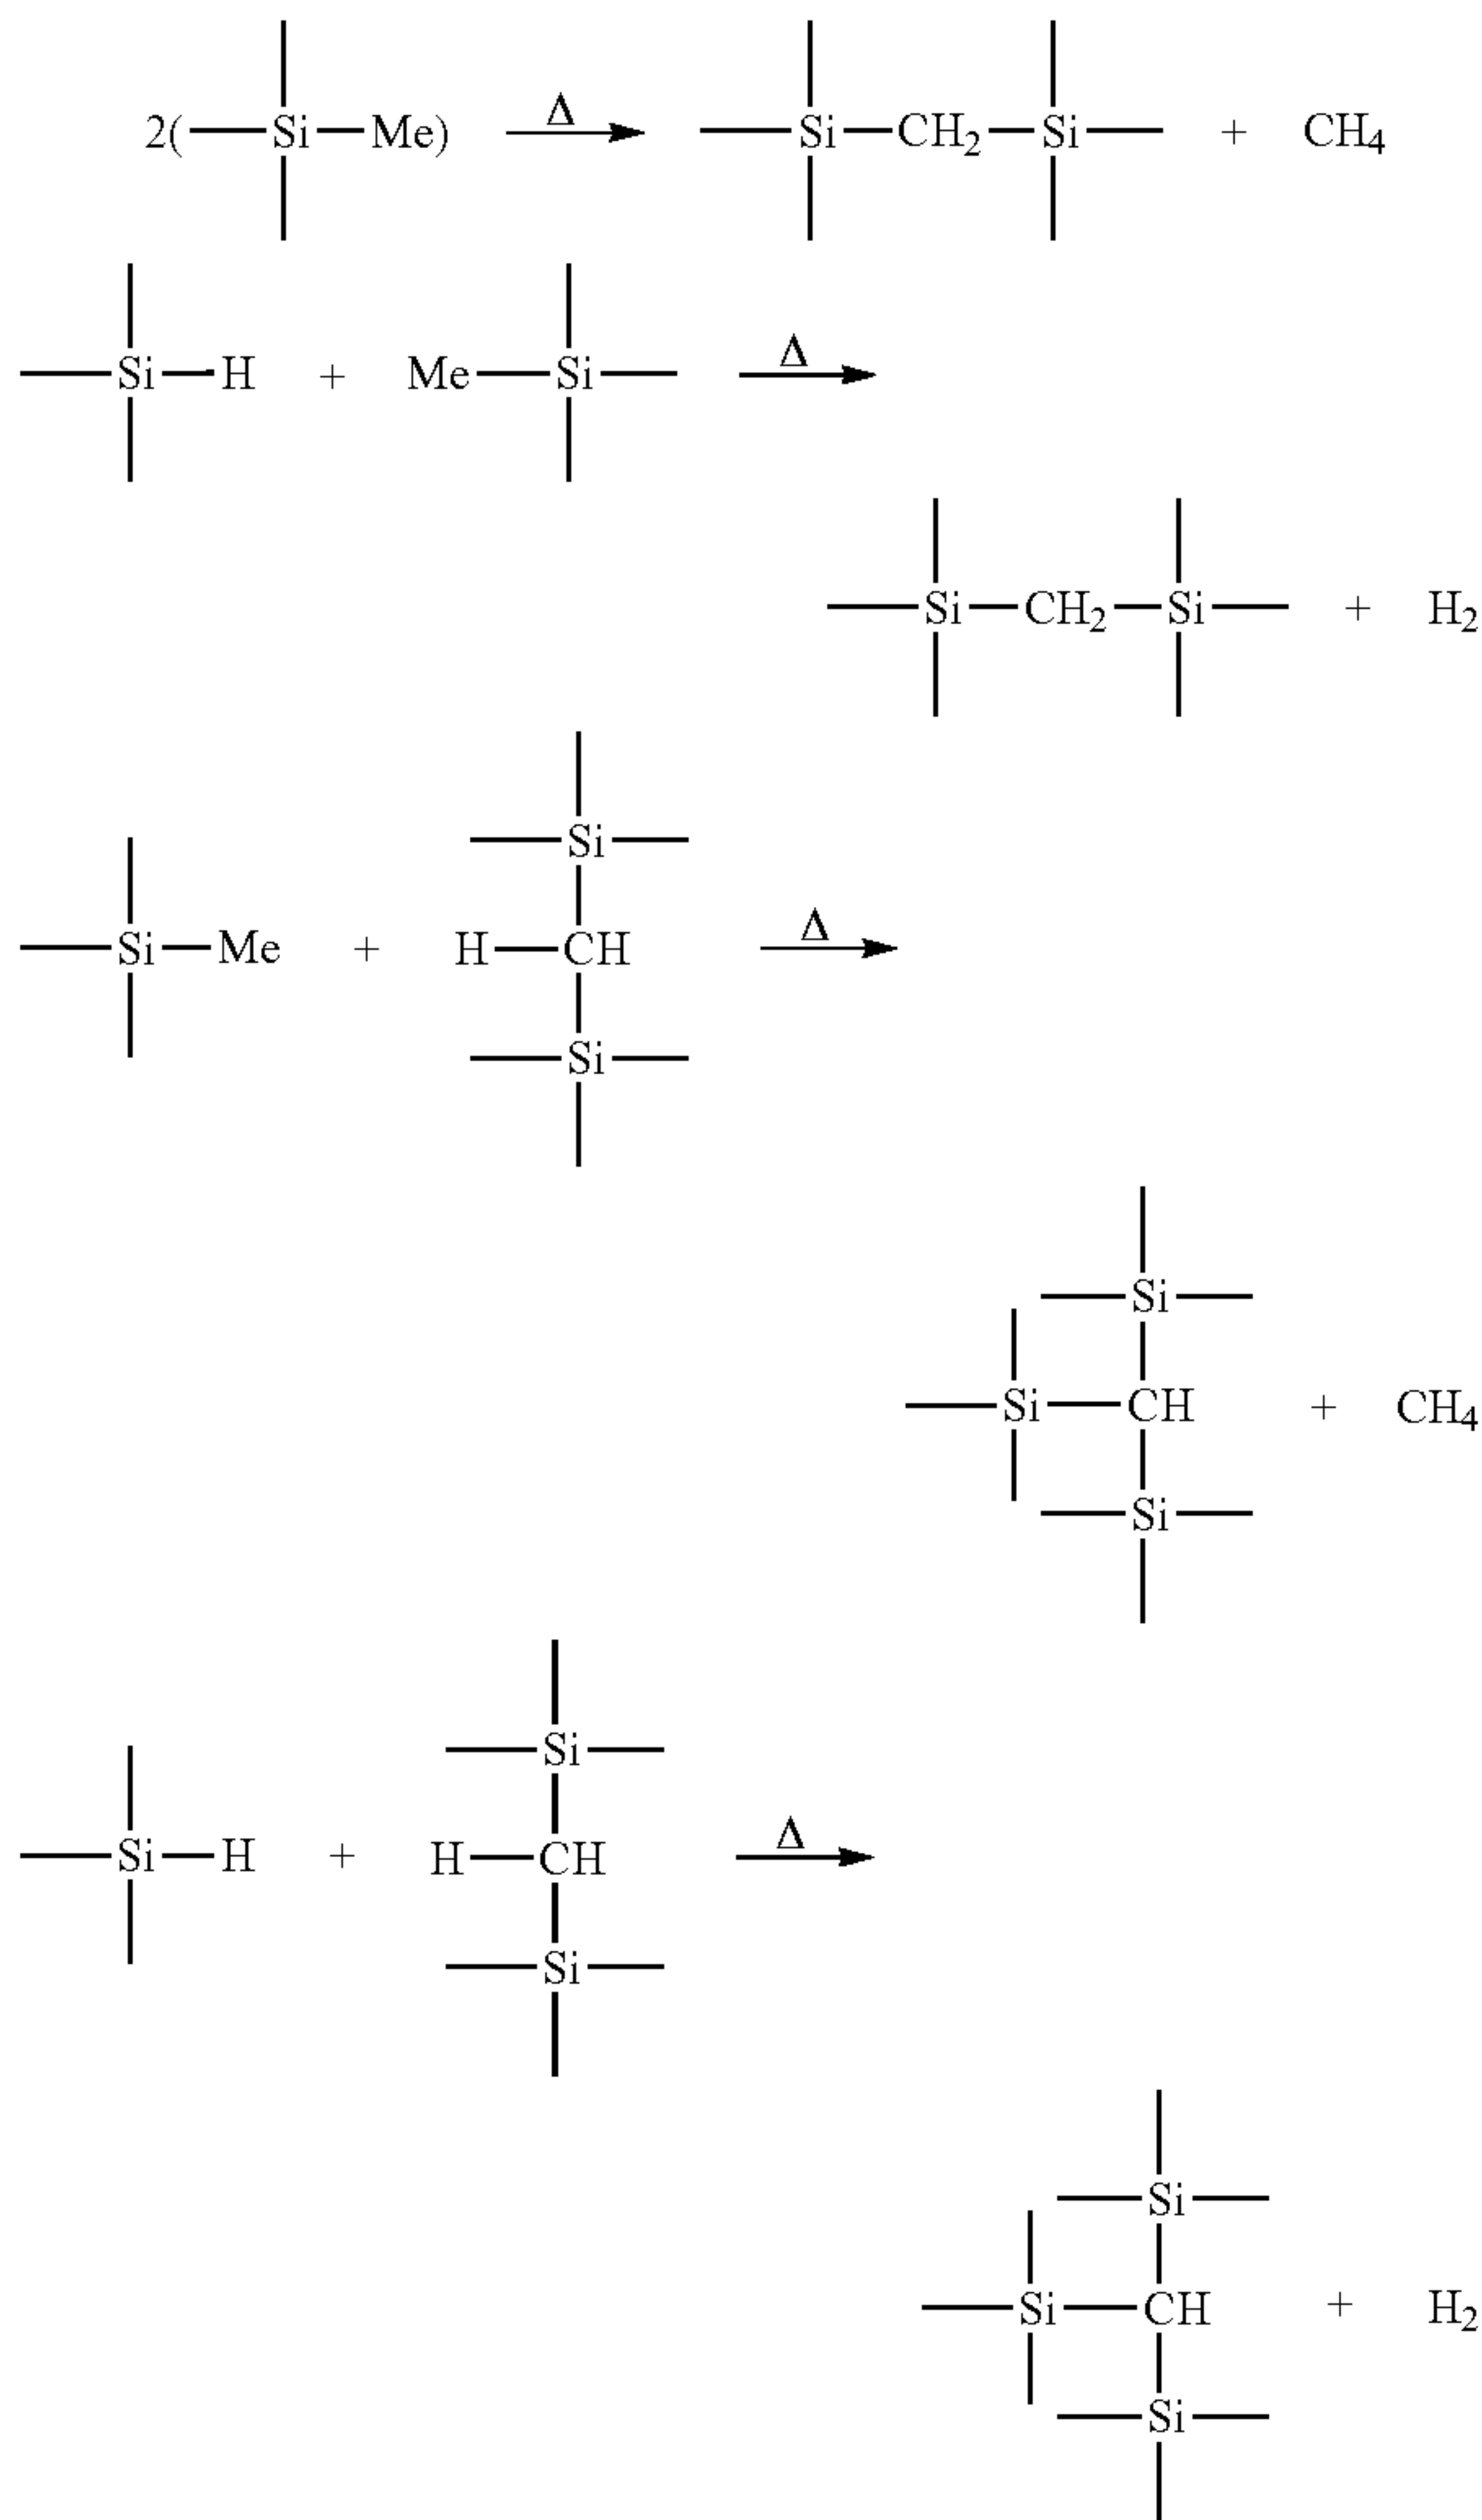 2(—Si—Me) Δ —Si—CH2—Si— + CH4
—Si—H + Me—Si— Δ
—Si—CH2—Si— + H2
—Si—
—Si—Me + H—CH Δ
—Si—
—Si—
—Si—CH + CH4
—Si—
—Si—
—Si—H + H—CH Δ
—Si—
—Si—
—Si—CH + H2
—Si—